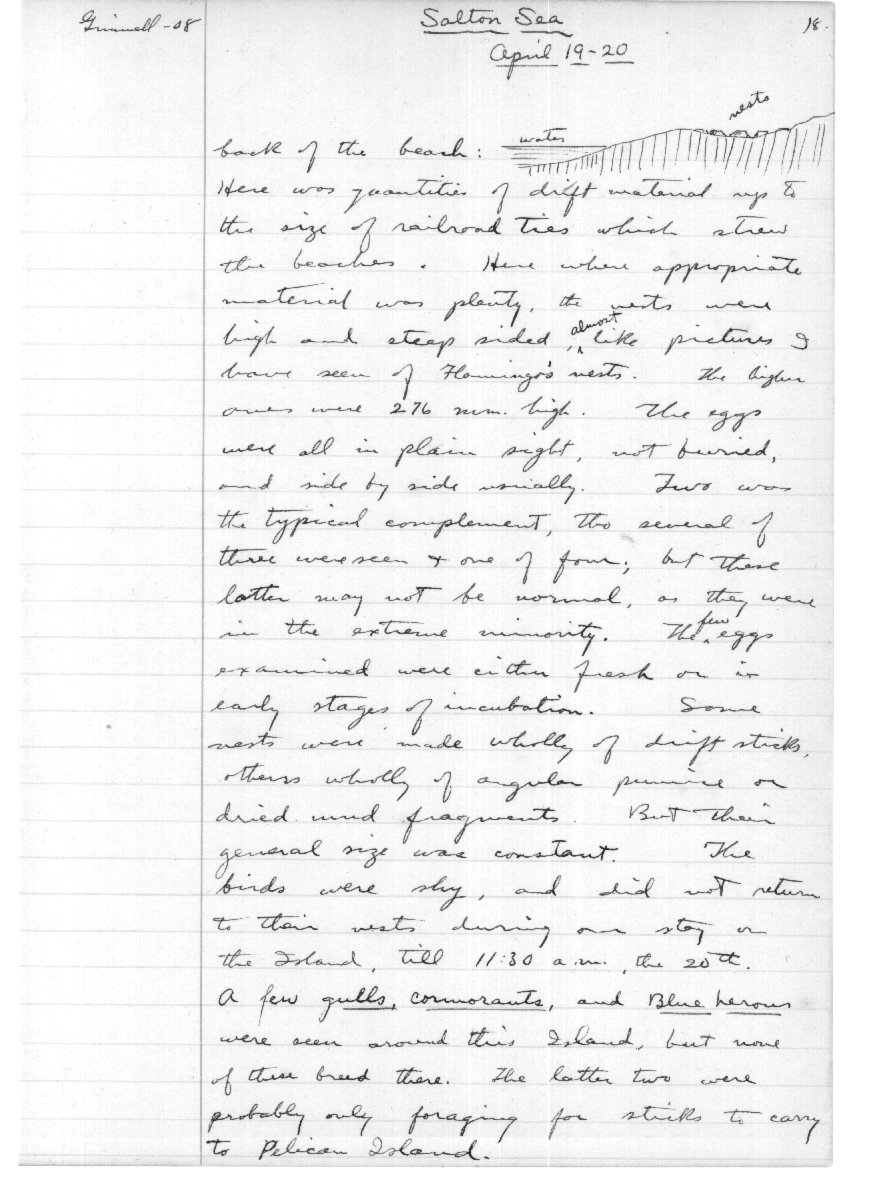 Grinnell - 08
Salton Sea
18.
April 19-20
nests
water
back of the beach:
Here was quantities of drift material up to
the size of railroad ties which strew
the beaches. Here where appropriate
material was plenty, the nests were
high and steep sided, almost like pictures I
have seen of Flamingo's nests. The higher
ones were 276 mm. high. The eggs
were all in plain sight, not buried,
and side by side usually. Two was
the typical complement, tho several of
three were seen & one of four; but these
latter may not be normal, as they were
in the extreme minority. The few eggs
examined were either fresh or in
early stages of incubation. Some
nests were made wholly of drift sticks,
others wholly of angular pumice or
dried mud fragments. But their
general size was constant. The
birds were shy, and did not return
to their nests during our stay on
the Island, till 11:30 a.m., the 20th.
A few gulls, cormorants, and Blue herons
were seen around this Island, but none
of these breed there. The latter two were
probably only foraging for sticks to carry
to Pelican Island.